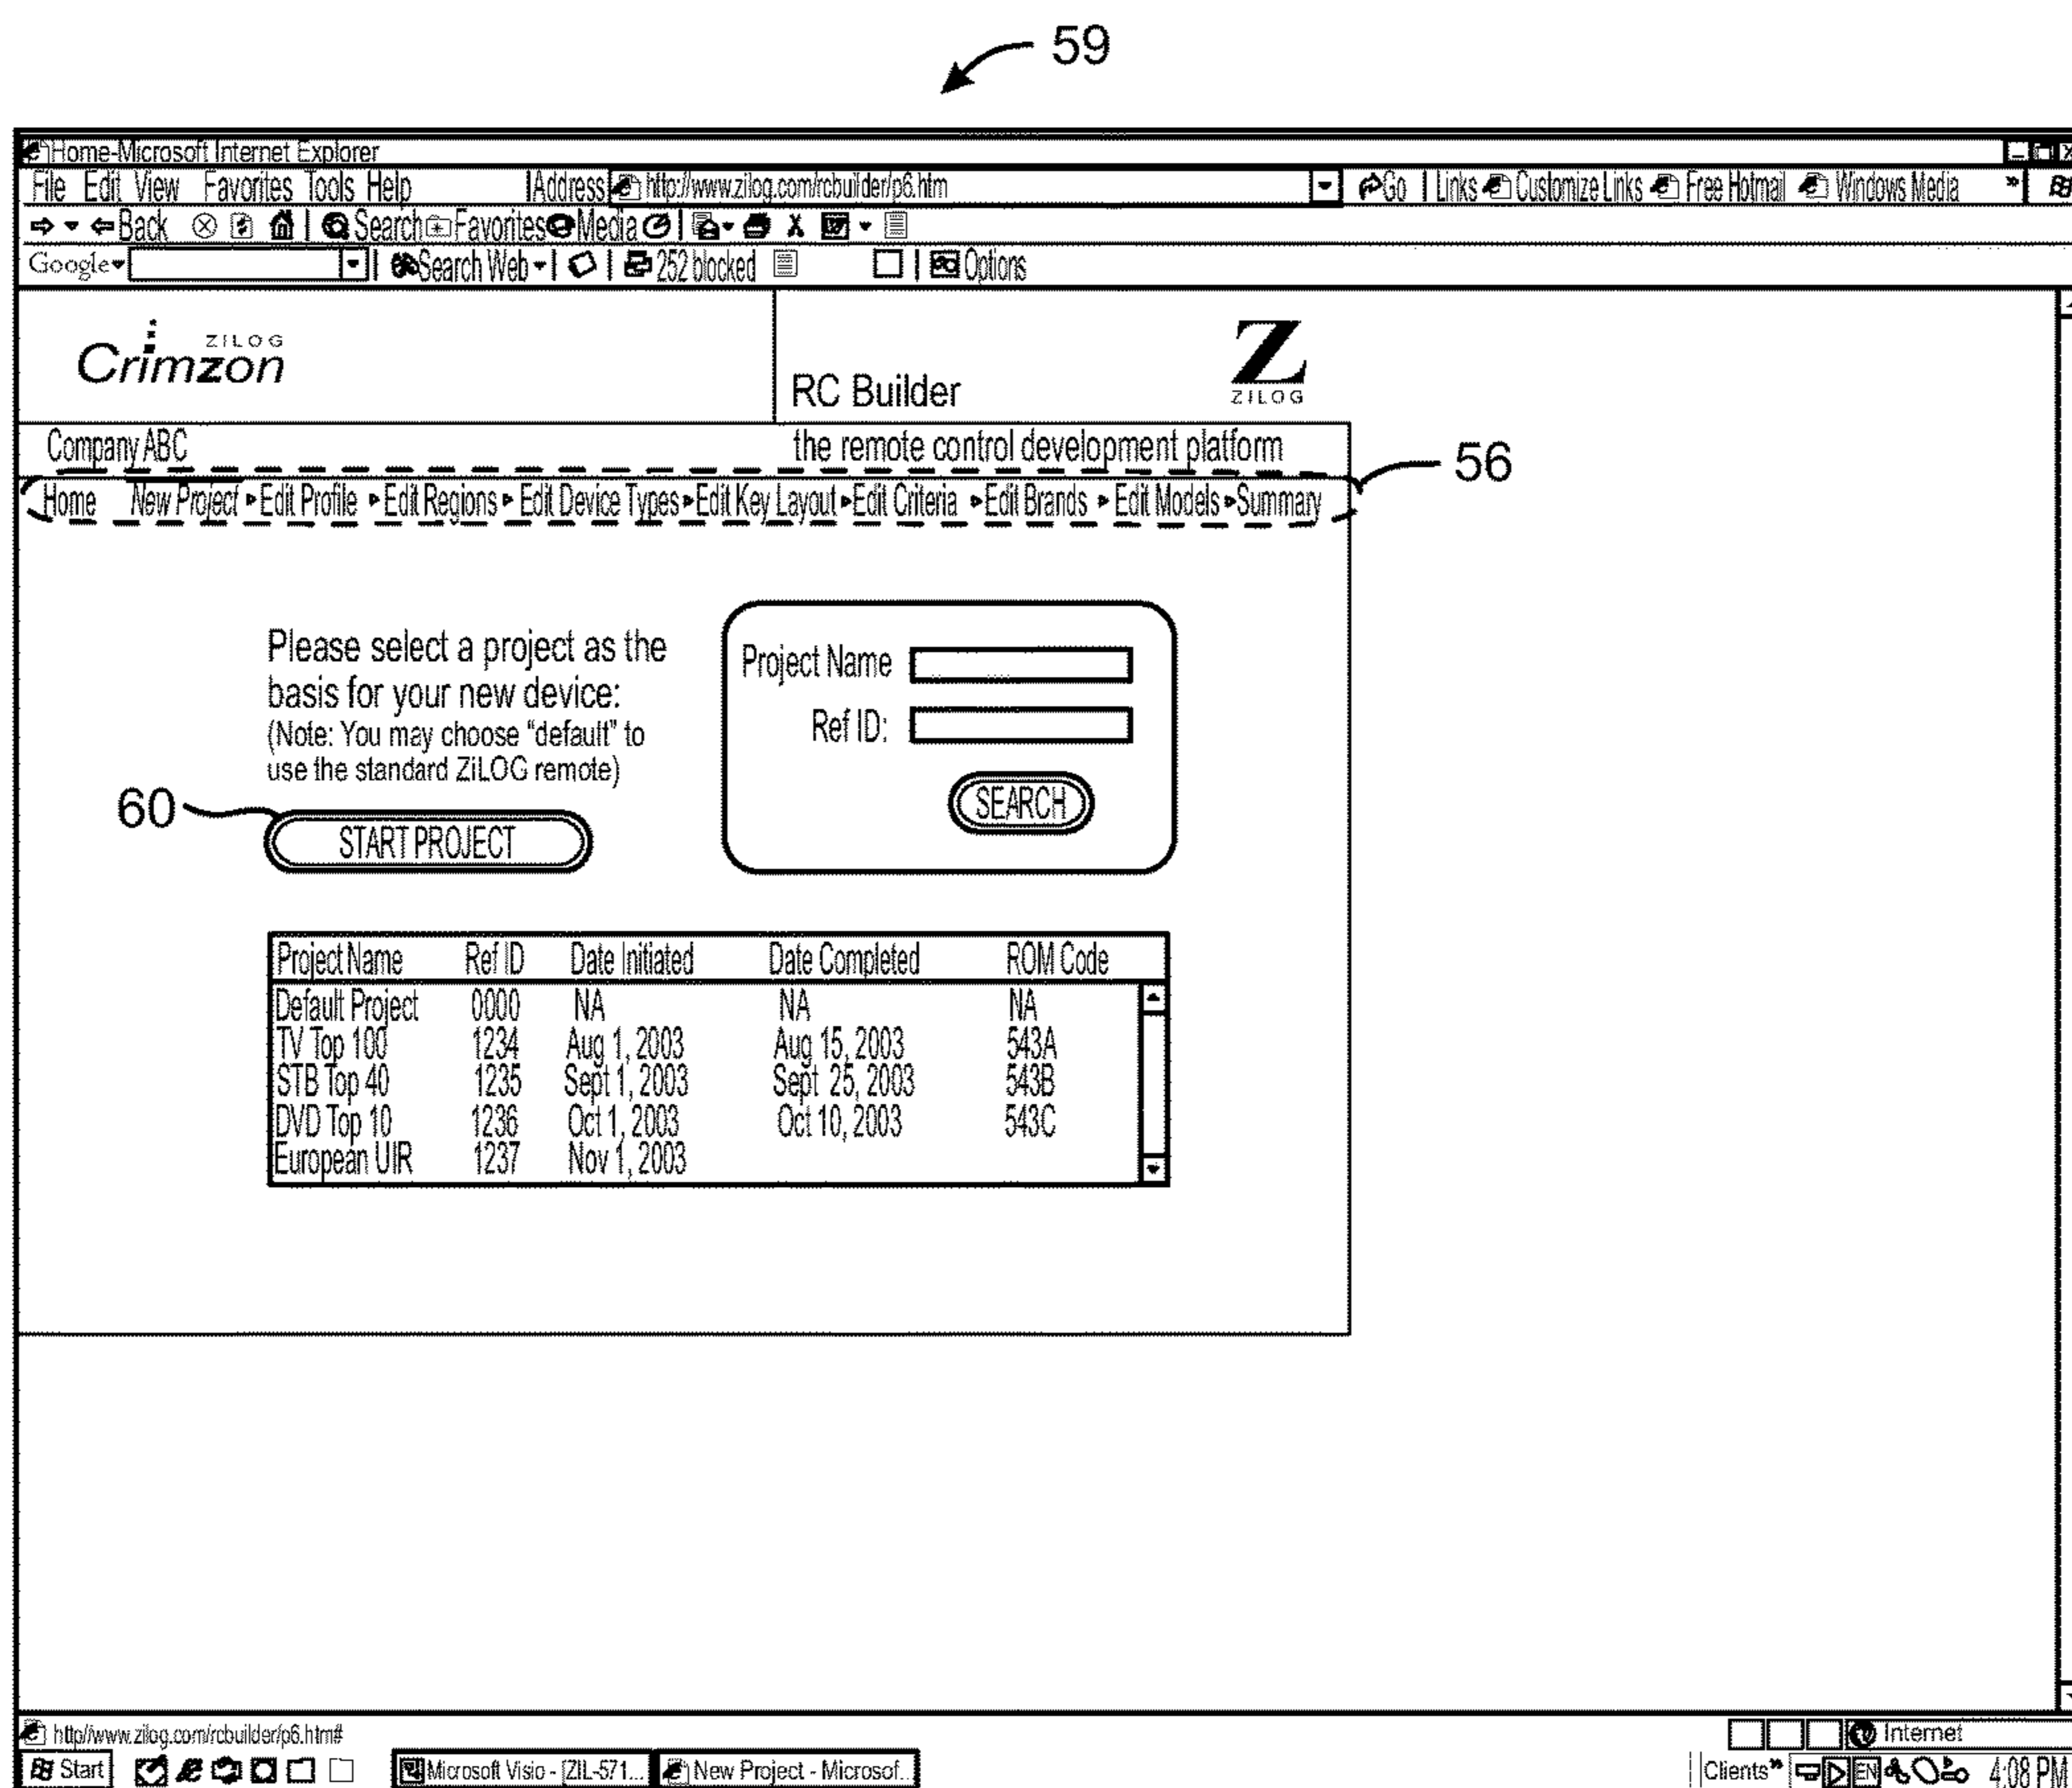 59
Home-Microsoft Internet Explorer
File Edit View Favorites Tools Help Address http://www.zilog.com/rcbuilder/p6.htm Go Links Customize Links Free Hotmail Windows Media »
Back Search Favorites Media
Google Search Web 252 blocked Options
ZILOG
Crimzon
RC Builder
Z
ZILOG
Company ABC the remote control development platform
56
Home New Project Edit Profile Edit Regions Edit Device Types Edit Key Layout Edit Criteria Edit Brands Edit Models Summary
Please select a project as the
basis for your new device:
(Note: You may choose "default" to
use the standard ZiLOG remote)
60
START PROJECT
Project Name
Ref ID:
SEARCH
Project Name Ref ID Date Initiated Date Completed ROM Code
Default Project 0000 NA NA NA
TV Top 100 1234 Aug 1, 2003 Aug 15, 2003 543A
STB Top 40 1235 Sept 1, 2003 Sept 25, 2003 543B
DVD Top 10 1236 Oct 1, 2003 Oct 10, 2003 543C
European UIR 1237 Nov 1, 2003
http//www.zilog.com/rcbuilder/p6.htm# Internet
Start Microsoft Visio - [ZIL-571... New Project - Microsof... Clients» EN 4:08 PM